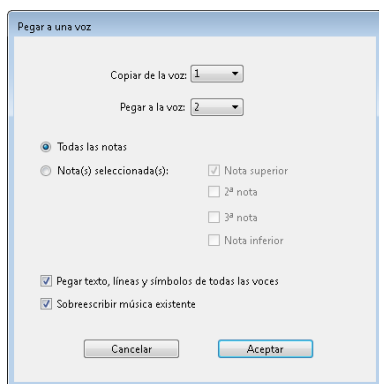 Pegar a una voz
Copiar de la voz: 1
Pegar a la voz: 2
Todas las notas
Nota(s) seleccionada(s): Nota superior
2ª nota
3ª nota
Nota inferior
Pegar texto, líneas y símbolos de todas las voces
Sobreescribir música existente
Cancelar Aceptar